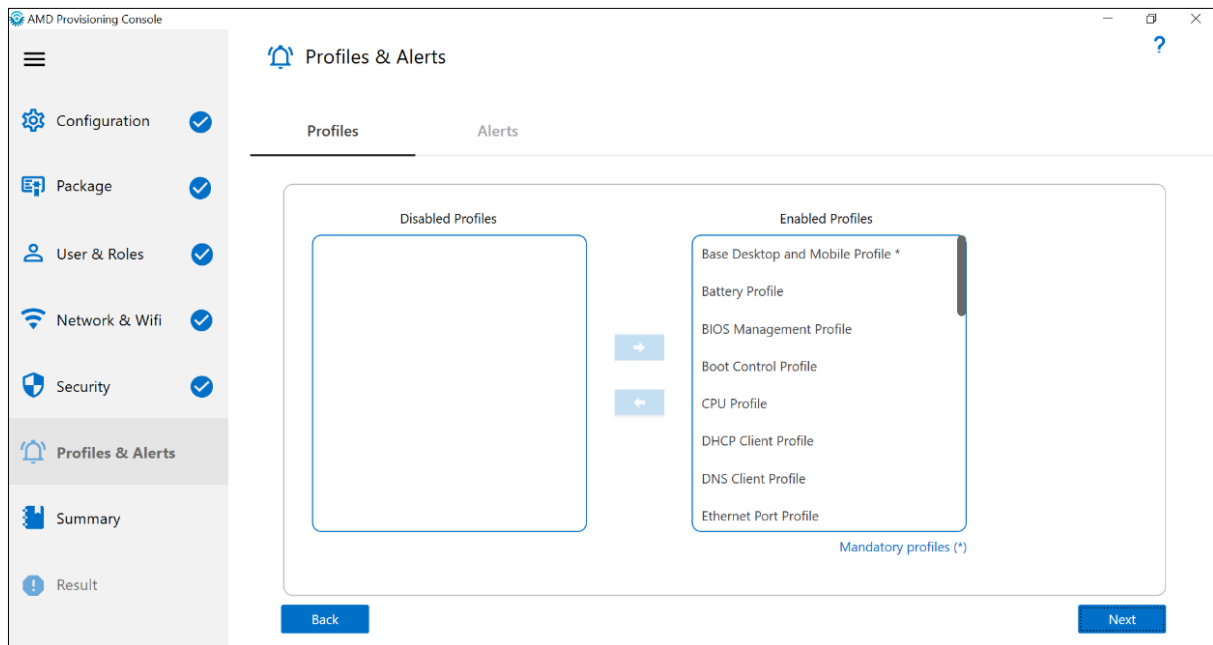 AMD Provisioning Console
Profiles & Alerts
?
Configuration
Package
User & Roles
Network & Wifi
Security
Profiles & Alerts
Summary
Result
Profiles
Alerts
Disabled Profiles
Enabled Profiles
Base Desktop and Mobile Profile *
Battery Profile
BIOS Management Profile
Boot Control Profile
CPU Profile
DHCP Client Profile
DNS Client Profile
Ethernet Port Profile
Mandatory profiles (*)
Back
Next